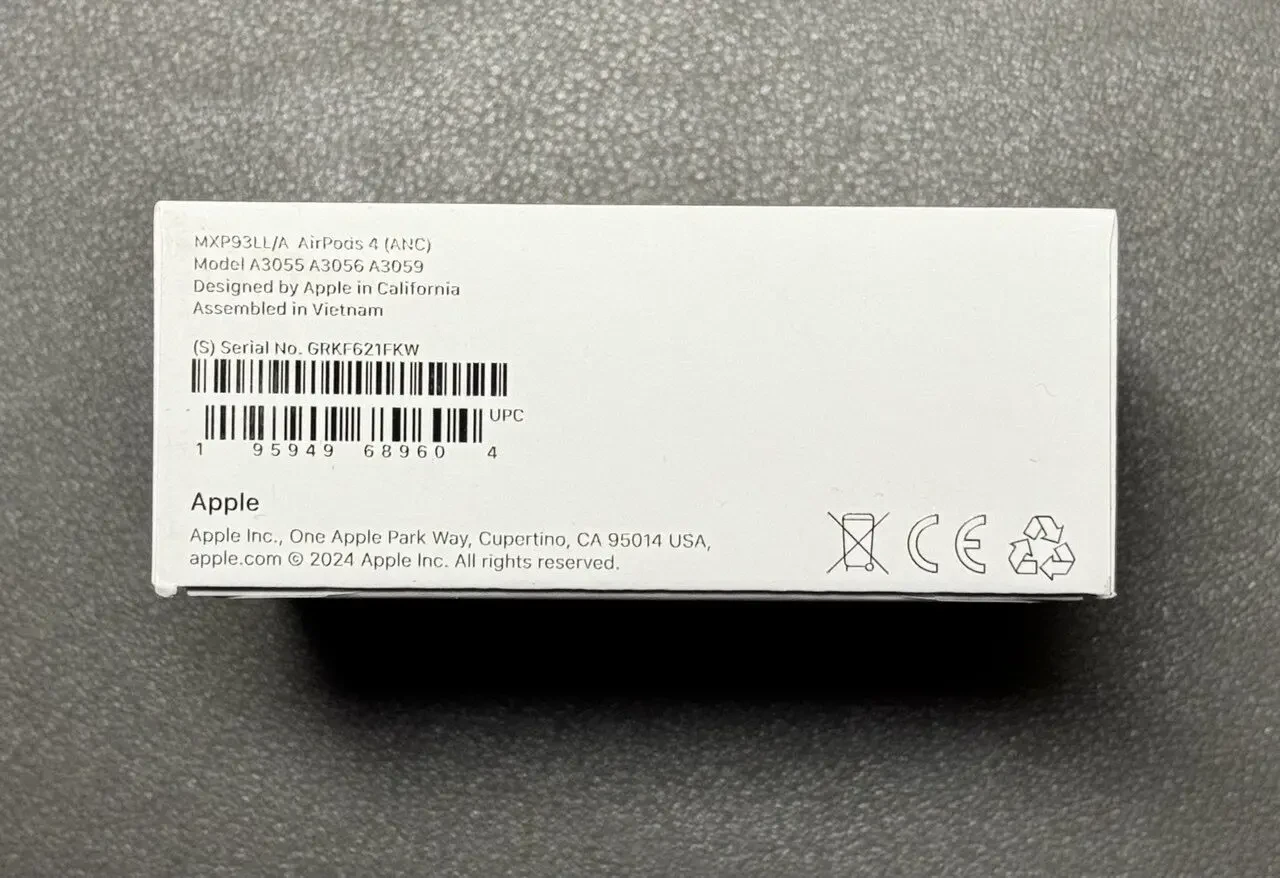 MXP93LL/A AirPods 4 (ANC)
Model A3055 A3056 A3059
Designed by Apple in California
Assembled in Vietnam
(S) Serial No. GRKF621FKW
UPC
1 95949 68960 4
Apple
Apple Inc., One Apple Park Way, Cupertino, CA 95014 USA,
apple.com © 2024 Apple Inc. All rights reserved.
CE